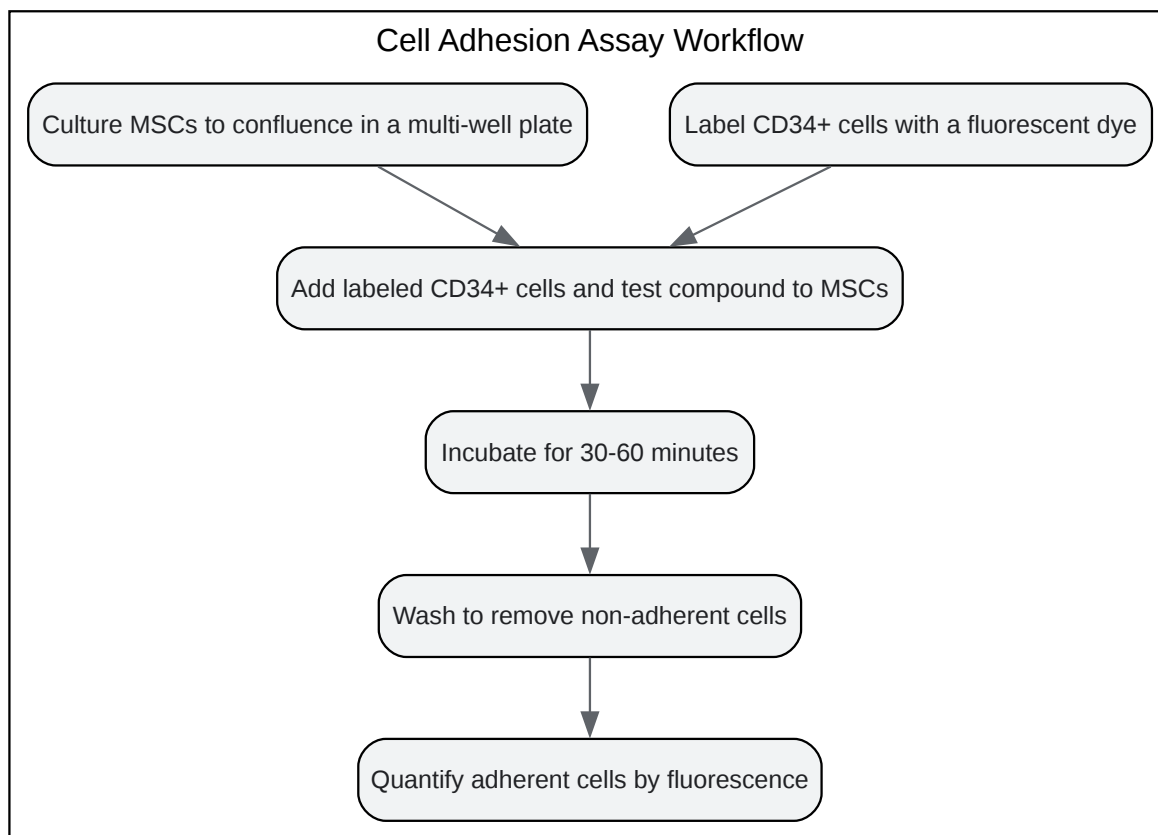 Cell Adhesion Assay Workflow
Culture MSCs to confluence in a multi-well plate
Label CD34+ cells with a fluorescent dye
Add labeled CD34+ cells and test compound to MSCs
Incubate for 30-60 minutes
Wash to remove non-adherent cells
Quantify adherent cells by fluorescence